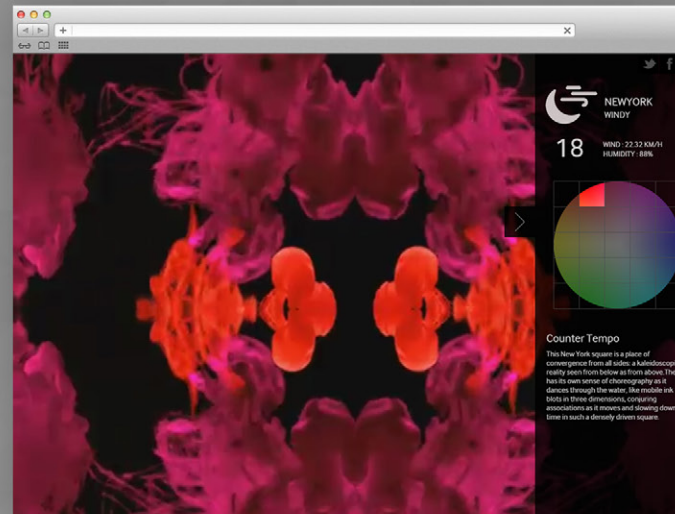 NEWYORK
WINDY
18
WIND : 22.32 KM/H
HUMIDITY : 88%
Counter Tempo
This New York square is a place of
convergence from all sides: a kaleidoscopic
reality seen from below as from above. The
has its own sense of choreography as it
dances through the water, like mobile ink
blots in three dimensions, conjuring
associations as it moves and slowing down
time in such a densely driven square.